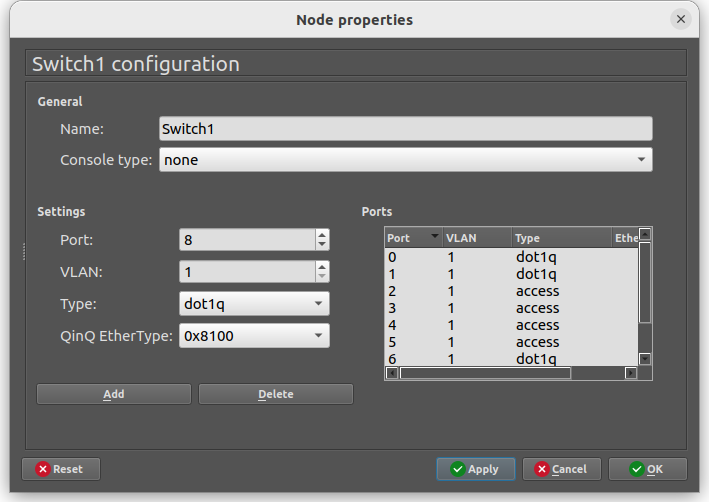 Node properties
Switch1 configuration
General
Name: Switch1
Console type: none
Settings
Port: 8
VLAN: 1
Type: dot1q
QinQ EtherType: 0x8100
Add Delete
Ports
Port VLAN Type Ethe
0 1 dot1q
1 1 dot1q
2 1 access
3 1 access
4 1 access
5 1 access
6 1 dot1q
Reset Apply Cancel OK